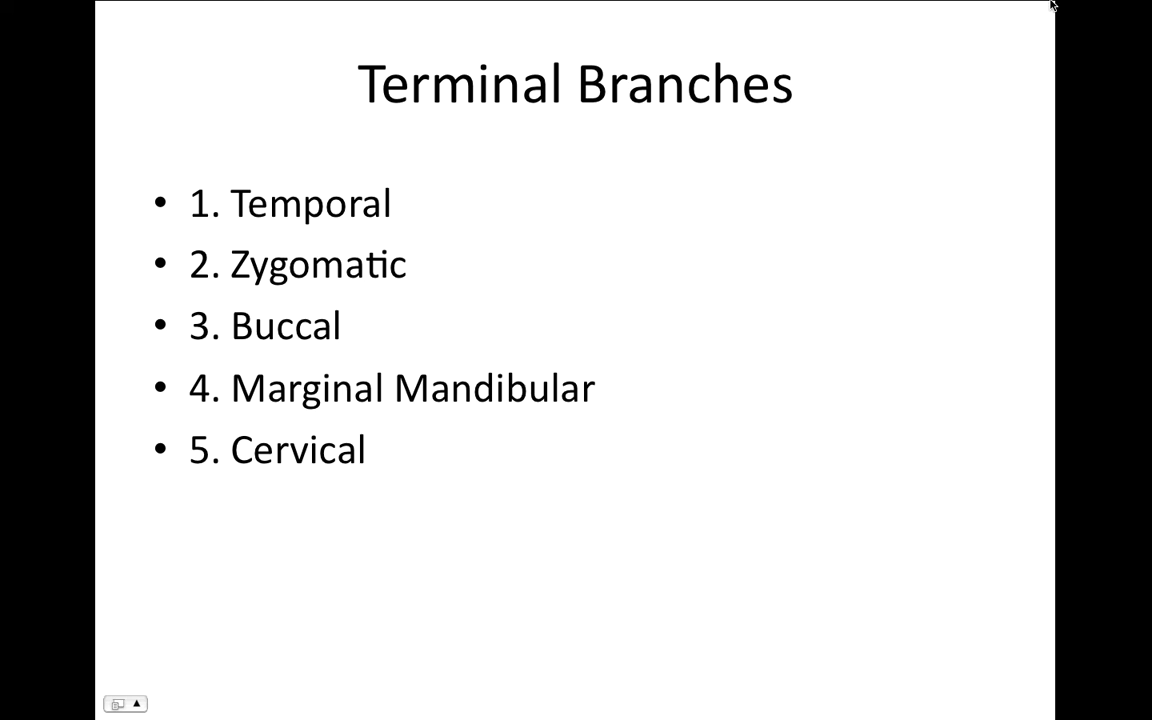 Terminal Branches
• 1. Temporal
• 2. Zygomatic
• 3. Buccal
• 4. Marginal Mandibular
• 5. Cervical